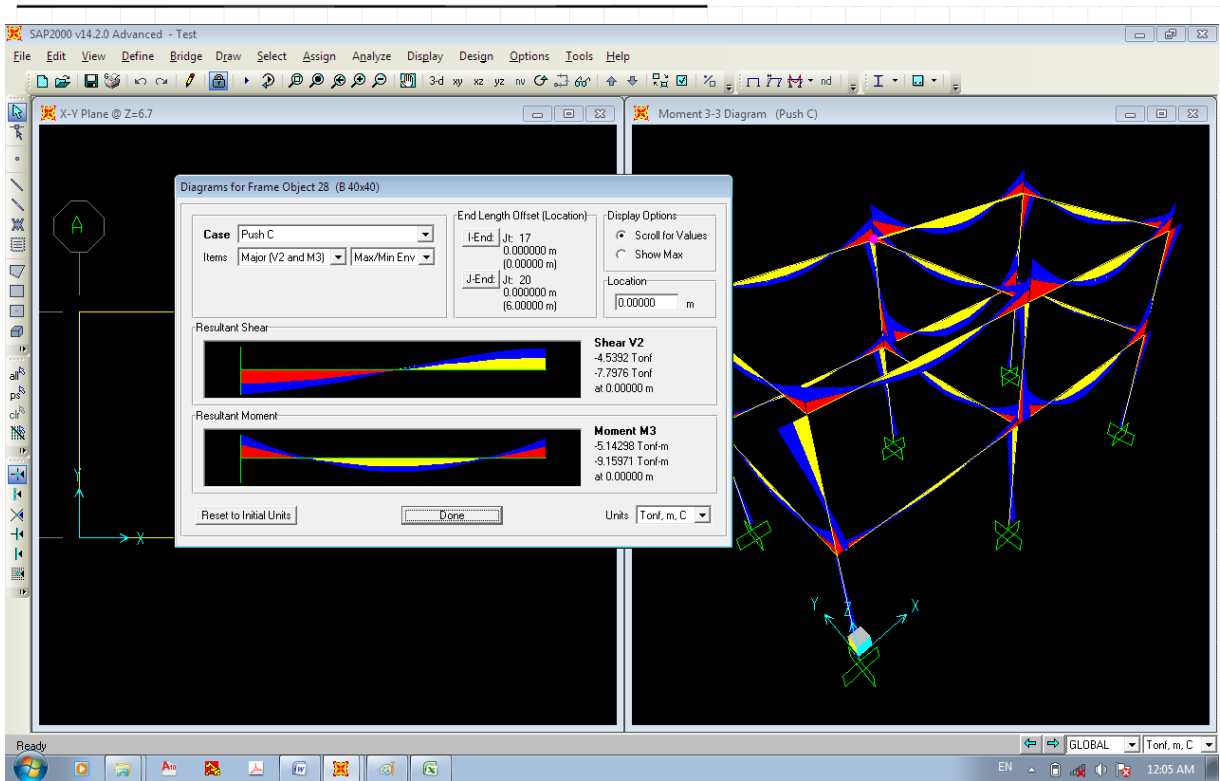 SAP2000 v14.2.0 Advanced - Test
File Edit View Define Bridge Draw Select Assign Analyze Display Design Options Tools Help
3-d xy xz yz nv nd
X-Y Plane @ Z=6.7
Moment 3-3 Diagram (Push C)
A
Y
X
Diagrams for Frame Object 28 (B 40x40)
Case Push C
Items Major (V2 and M3) Max/Min Env
End Length Offset (Location)
I-End: Jt: 17
0.000000 m
(0.00000 m)
J-End: Jt: 20
0.000000 m
(6.00000 m)
Display Options
Scroll for Values
Show Max
Location
0.00000 m
Resultant Shear
Shear V2
-4.5392 Tonf
-7.7976 Tonf
at 0.00000 m
Resultant Moment
Moment M3
-5.14298 Tonf-m
-9.15971 Tonf-m
at 0.00000 m
Reset to Initial Units
Done
Units Tonf, m, C
Y Z X
all
ps
clr
Ready
GLOBAL
Tonf, m, C
EN
12:05 AM